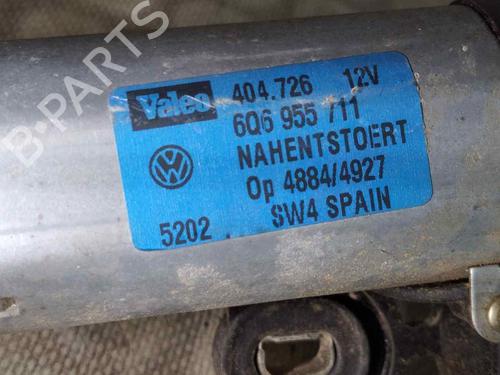 B-PARTS
Valeo 404.726 12V
6Q6 955 711
NAHENTSTOERT
Op 4884/4927
5202 SW4 SPAIN